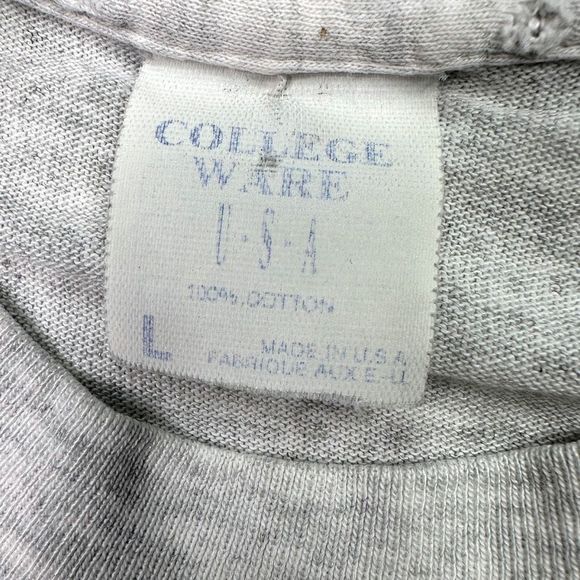 COLLEGE
WARE
U-S-A
100% COTTON
L
MADE IN U.S.A
FABRIQUE AUX E.-U.